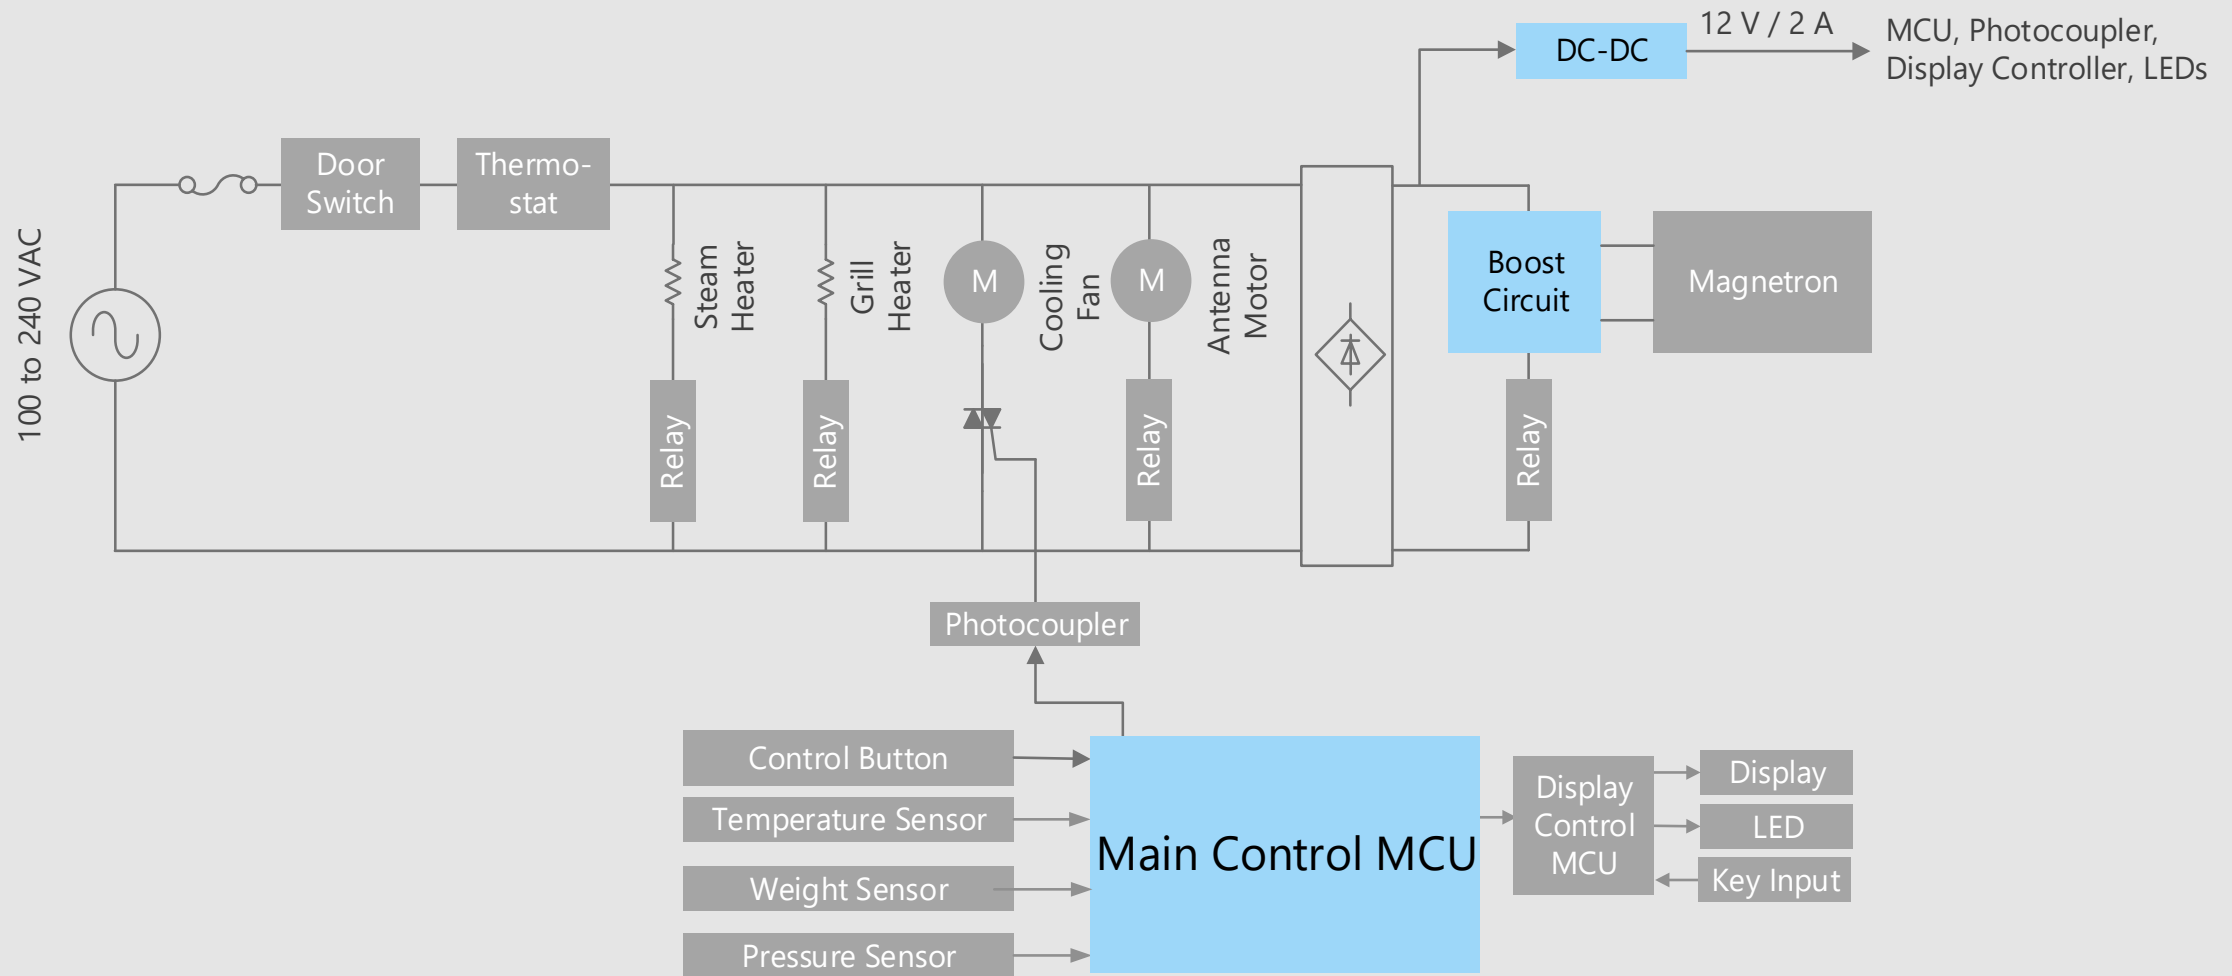 12 V / 2 A
DC-DC
MCU, Photocoupler,
Display Controller, LEDs
Door
Switch
Thermo-
stat
100 to 240 VAC
Steam
Heater
Grill
Heater
M
Cooling
Fan
M
Antenna
Motor
Boost
Circuit
Magnetron
Relay
Relay
Relay
Relay
Photocoupler
Control Button
Temperature Sensor
Weight Sensor
Pressure Sensor
Main Control MCU
Display
Control
MCU
Display
LED
Key Input